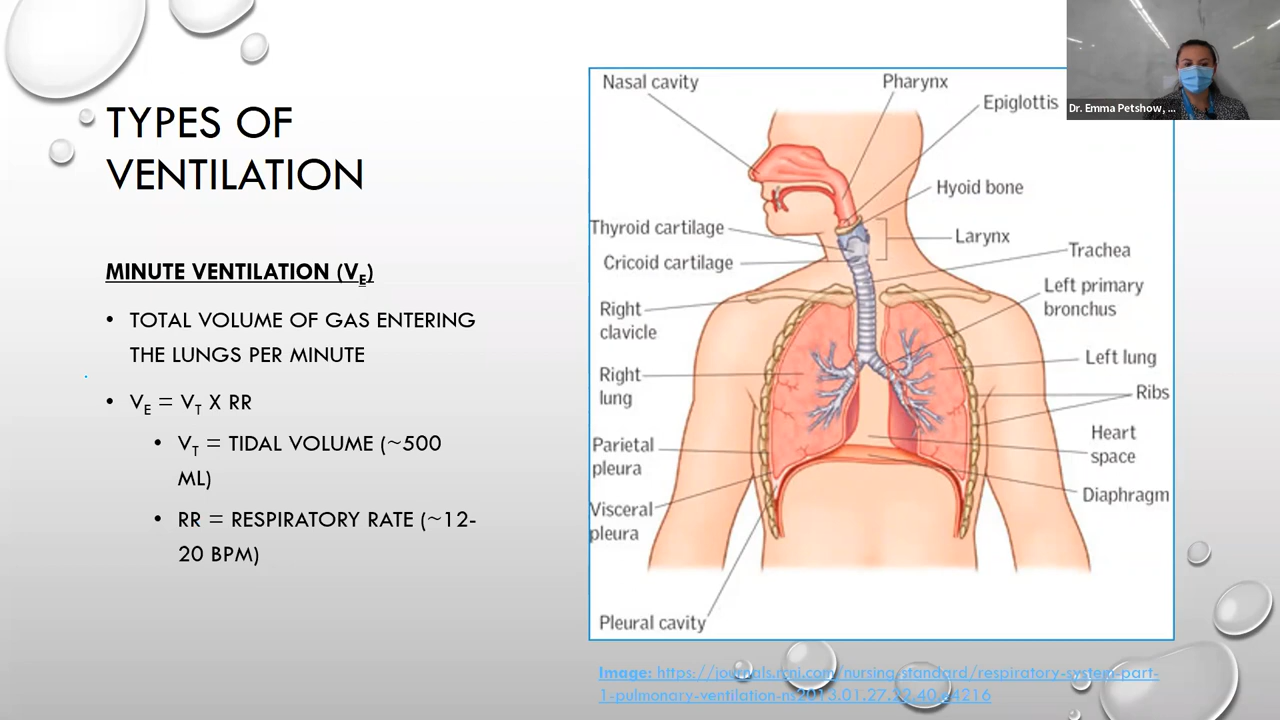 TYPES OF
VENTILATION
MINUTE VENTILATION (VE)
• TOTAL VOLUME OF GAS ENTERING
THE LUNGS PER MINUTE
• VE = VT X RR
• VT = TIDAL VOLUME (~500
ML)
• RR = RESPIRATORY RATE (~12-
20 BPM)
Nasal cavity
Pharynx
Epiglottis
Hyoid bone
Thyroid cartilage
Larynx
Cricoid cartilage
Trachea
Left primary
bronchus
Right
clavicle
Left lung
Right
lung
Ribs
Heart
space
Parietal
pleura
Diaphragm
Visceral
pleura
Pleural cavity
Image: https://journals.rcni.com/nursing-standard/respiratory-system-part-
1-pulmonary-ventilation-ns2013.01.27.22.40.e4216
Dr. Emma Petshow, ...